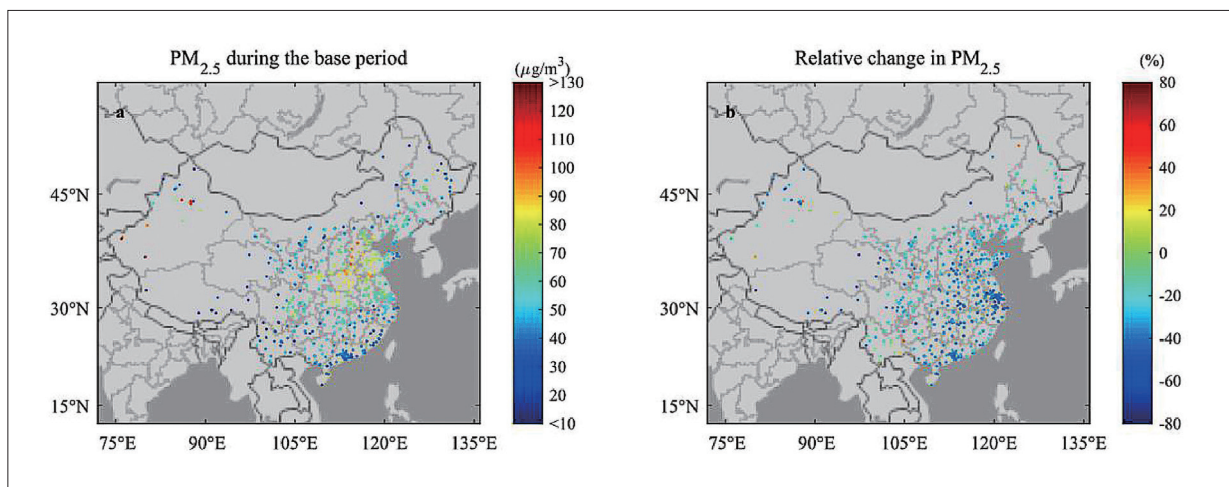 PM2.5 during the base period
(μg/m3)
a
>130
110
100
90
80
70
60
50
40
30
20
<10
45°N
30°N
15°N
75°E 90°E 105°E 120°E 135°E
Relative change in PM2.5
(%)
b
80
60
40
20
0
-20
-40
-60
-80
45°N
30°N
15°N
75°E 90°E 105°E 120°E 135°E